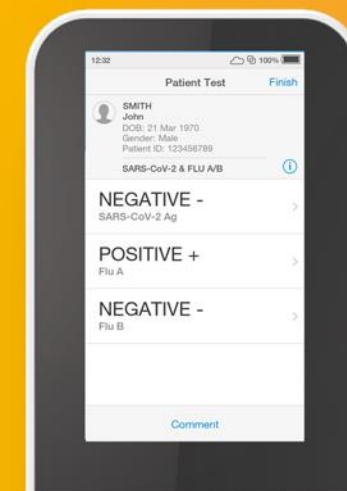 12:32 100%
Patient Test Finish
SMITH
John
DOB: 21 Mar 1970
Gender: Male
Patient ID: 123456789
SARS-CoV-2 & FLU A/B
NEGATIVE -
SARS-CoV-2 Ag
POSITIVE +
Flu A
NEGATIVE -
Flu B
Comment